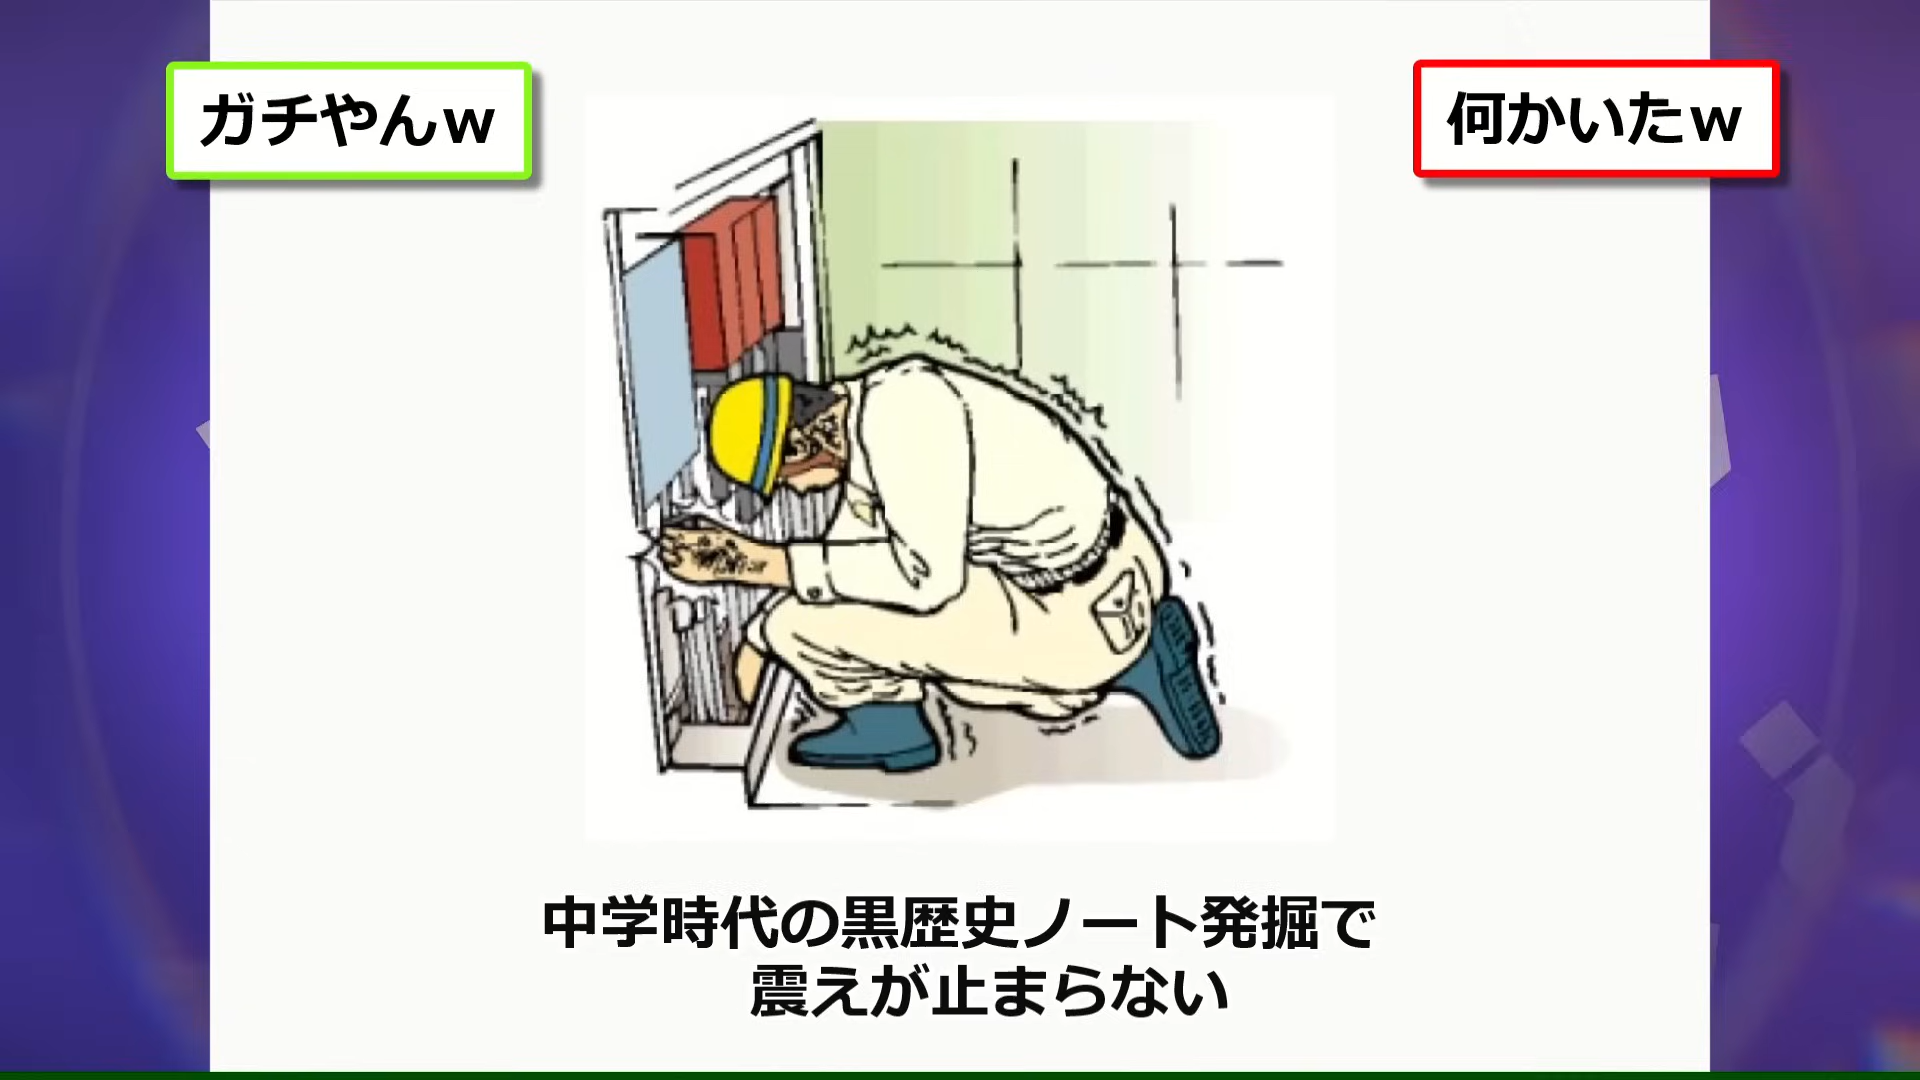 ガチやんw
何かいたw
中学時代の黒歴史ノート発掘で
震えが止まらない